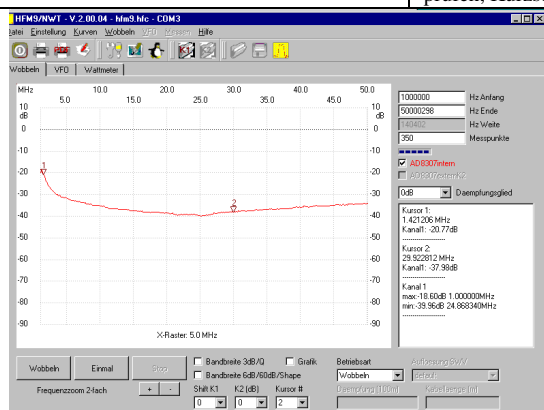 prüfen, Kurzs
HFM9/NWT - V.2.00.04 - hfm9.hfc - COM3
Datei Einstellung Kurven Wobbeln VFO Messen Hilfe
Wobbeln VFO Wattmeter
MHz 10.0 20.0 30.0 40.0 50.0
5.0 15.0 25.0 35.0 45.0
10 10
dB dB
0 0
-10 -10
-20 -20
-30 -30
-40 -40
-50 -50
-60 -60
-70 -70
-80 -80
-90 -90
1
2
X-Raster: 5.0 MHz
1000000 Hz Anfang
50000298 Hz Ende
140402 Hz Weite
350 Messpunkte
AD8307intern
AD8307externK2
0dB Daempfungsglied
Kursor 1:
1.421206 MHz
Kanal1: -20.77dB
--------------------
Kursor 2:
29.922812 MHz
Kanal1: -37.98dB
--------------------
Kanal 1
max:-18.60dB 1.000000MHz
min:-39.96dB 24.868340MHz
--------------------
Wobbeln Einmal Stop
Frequenzzoom 2-fach + -
Bandbreite 3dB/Q Grafik
Bandbreite 6dB/60dB/Shape
Shift K1 K2 (dB) Kursor #
0 0 2
Betriebsart
Wobbeln
Aufloesung SWV
default
Daempfung (100m)
Kabellaenge (m)